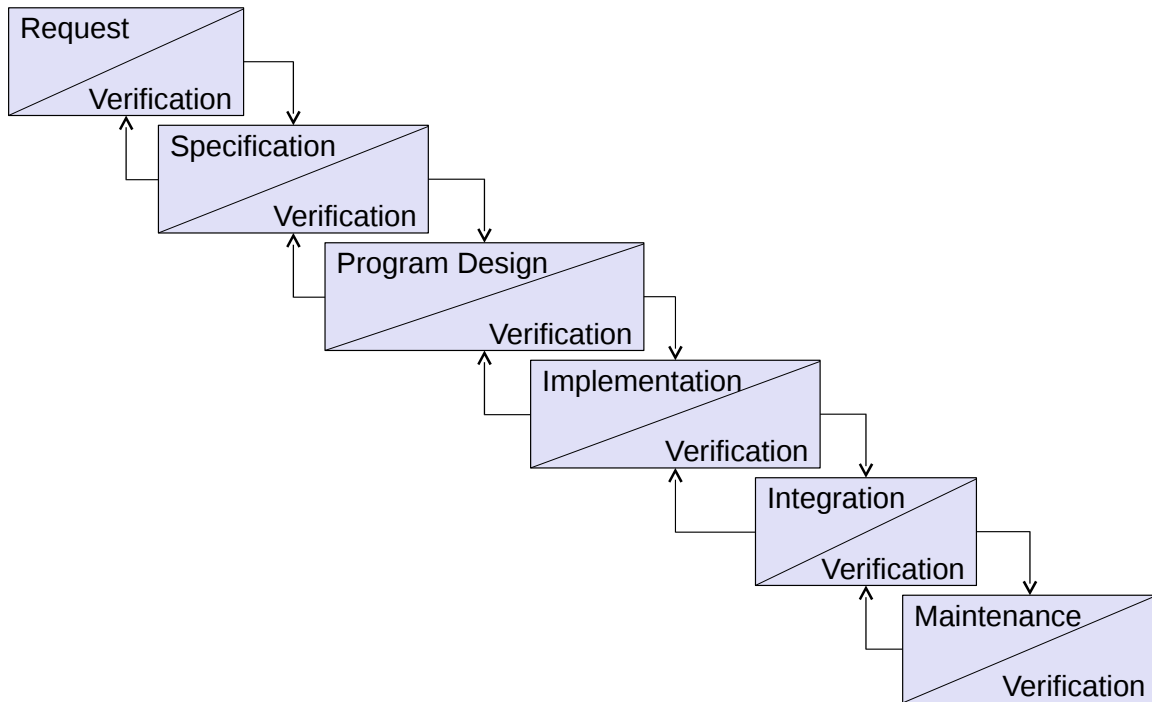 Request
Verification
Specification
Verification
Program Design
Verification
Implementation
Verification
Integration
Verification
Maintenance
Verification